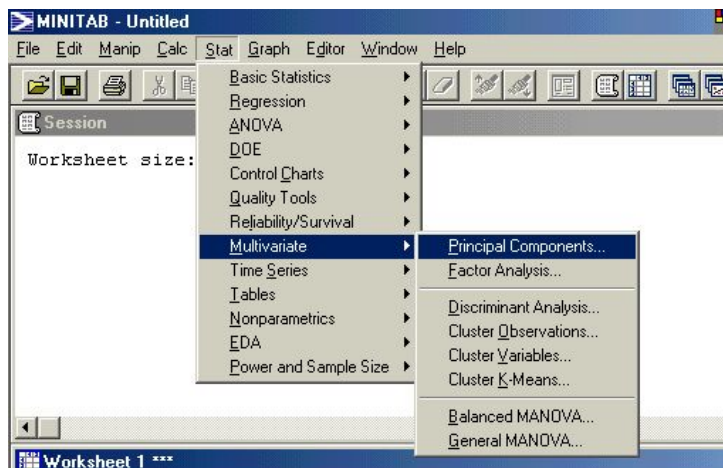 MINITAB - Untitled
File Edit Manip Calc Stat Graph Editor Window Help
Session
Worksheet size:
Basic Statistics
Regression
ANOVA
DOE
Control Charts
Quality Tools
Reliability/Survival
Multivariate
Time Series
Tables
Nonparametrics
EDA
Power and Sample Size
Principal Components...
Factor Analysis...
Discriminant Analysis...
Cluster Observations...
Cluster Variables...
Cluster K-Means...
Balanced MANOVA...
General MANOVA...
Worksheet 1 ***